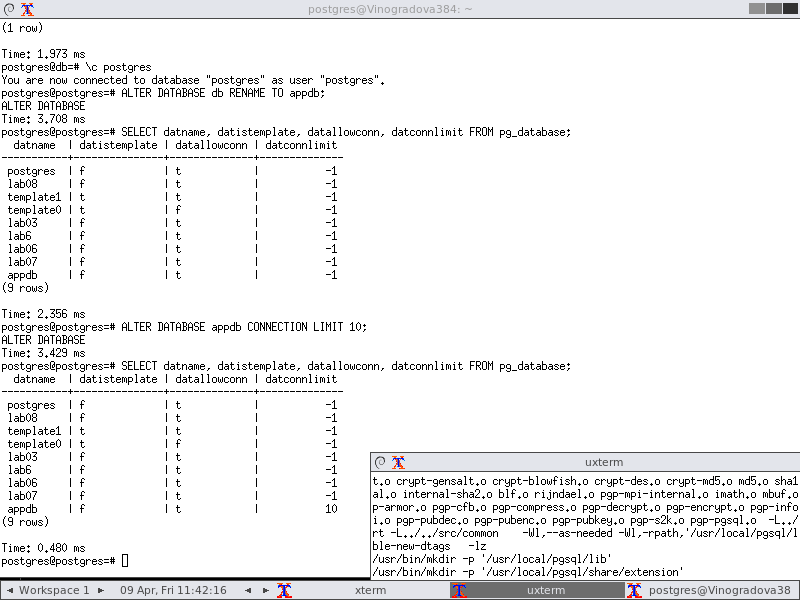 postgres@Vinogradova384: ~
(1 row)
Time: 1.973 ms
postgres@db=# \c postgres
You are now connected to database "postgres" as user "postgres".
postgres@postgres=# ALTER DATABASE db RENAME TO appdb;
ALTER DATABASE
Time: 3.708 ms
postgres@postgres=# SELECT datname, datistemplate, datallowconn, datconnlimit FROM pg_database;
  datname  | datistemplate | datallowconn | datconnlimit
-----------+---------------+--------------+--------------
 postgres  | f             | t            |           -1
 lab08     | f             | t            |           -1
 template1 | t             | t            |           -1
 template0 | t             | f            |           -1
 lab03     | f             | t            |           -1
 lab6      | f             | t            |           -1
 lab06     | f             | t            |           -1
 lab07     | f             | t            |           -1
 appdb     | f             | t            |           -1
(9 rows)
Time: 2.356 ms
postgres@postgres=# ALTER DATABASE appdb CONNECTION LIMIT 10;
ALTER DATABASE
Time: 3.429 ms
postgres@postgres=# SELECT datname, datistemplate, datallowconn, datconnlimit FROM pg_database;
  datname  | datistemplate | datallowconn | datconnlimit
-----------+---------------+--------------+--------------
 postgres  | f             | t            |           -1
 lab08     | f             | t            |           -1
 template1 | t             | t            |           -1
 template0 | t             | f            |           -1
 lab03     | f             | t            |           -1
 lab6      | f             | t            |           -1
 lab06     | f             | t            |           -1
 lab07     | f             | t            |           -1
 appdb     | f             | t            |           10
(9 rows)
Time: 0.480 ms
postgres@postgres=#
uxterm
t.o crypt-gensalt.o crypt-blowfish.o crypt-des.o crypt-md5.o md5.o sha1
al.o internal-sha2.o blf.o rijndael.o pgp-mpi-internal.o imath.o mbuf.o
p-armor.o pgp-cfb.o pgp-compress.o pgp-decrypt.o pgp-encrypt.o pgp-info
i.o pgp-pubdec.o pgp-pubenc.o pgp-pubkey.o pgp-s2k.o pgp-pgsql.o  -L../
rt -L../../src/common    -Wl,--as-needed -Wl,-rpath,'/usr/local/pgsql/l
ble-new-dtags  -lz
/usr/bin/mkdir -p '/usr/local/pgsql/lib'
/usr/bin/mkdir -p '/usr/local/pgsql/share/extension'
Workspace 1 09 Apr, Fri 11:42:16 xterm uxterm postgres@Vinogradova38